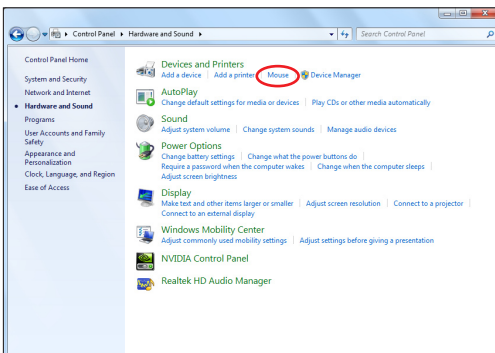 Control Panel ▸ Hardware and Sound ▸
Search Control Panel
Control Panel Home
System and Security
Network and Internet
Hardware and Sound
Programs
User Accounts and Family
Safety
Appearance and
Personalization
Clock, Language, and Region
Ease of Access
Devices and Printers
Add a device | Add a printer | Mouse | Device Manager
AutoPlay
Change default settings for media or devices | Play CDs or other media automatically
Sound
Adjust system volume | Change system sounds | Manage audio devices
Power Options
Change battery settings | Change what the power buttons do |
Require a password when the computer wakes | Change when the computer sleeps |
Adjust screen brightness
Display
Make text and other items larger or smaller | Adjust screen resolution | Connect to a projector |
Connect to an external display
Windows Mobility Center
Adjust commonly used mobility settings | Adjust settings before giving a presentation
NVIDIA Control Panel
Realtek HD Audio Manager